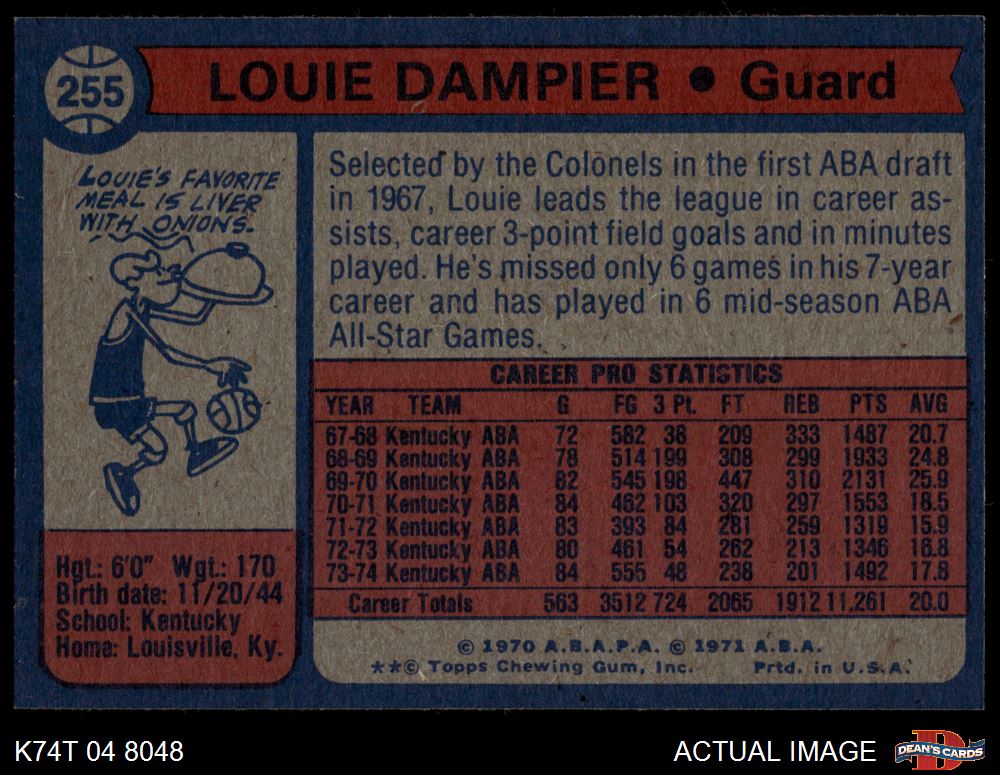 255
LOUIE DAMPIER • Guard
LOUIE'S FAVORITE
MEAL IS LIVER
WITH ONIONS.
Hgt.: 6'0" Wgt.: 170
Birth date: 11/20/44
School: Kentucky
Home: Louisville, Ky.
Selected by the Colonels in the first ABA draft
in 1967, Louie leads the league in career as-
sists, career 3-point field goals and in minutes
played. He's missed only 6 games in his 7-year
career and has played in 6 mid-season ABA
All-Star Games.
CAREER PRO STATISTICS
YEAR TEAM G FG 3 Pt. FT REB PTS AVG
67-68 Kentucky ABA 72 582 38 209 333 1487 20.7
68-69 Kentucky ABA 78 514 199 308 299 1933 24.8
69-70 Kentucky ABA 82 545 198 447 310 2131 25.9
70-71 Kentucky ABA 84 462 103 320 297 1553 18.5
71-72 Kentucky ABA 83 393 84 281 259 1319 15.9
72-73 Kentucky ABA 80 461 54 262 213 1346 16.8
73-74 Kentucky ABA 84 555 48 238 201 1492 17.8
Career Totals 563 3512 724 2065 1912 11,261 20.0
© 1970 A.B.A.P.A. © 1971 A.B.A.
**© Topps Chewing Gum, Inc. Prtd. in U.S.A.
K74T 04 8048
ACTUAL IMAGE
D
DEAN'S CARDS